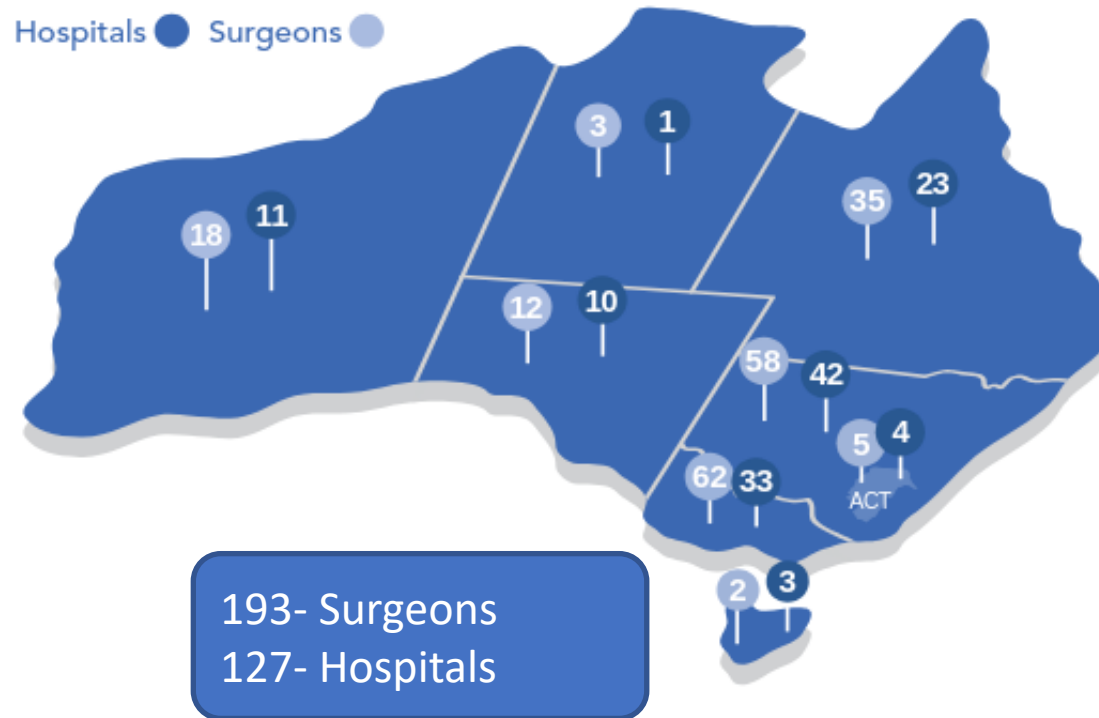 Hospitals Surgeons
3 1
35 23
18 11
12 10
58 42
5 4
62 33
ACT
2 3
193- Surgeons
127- Hospitals